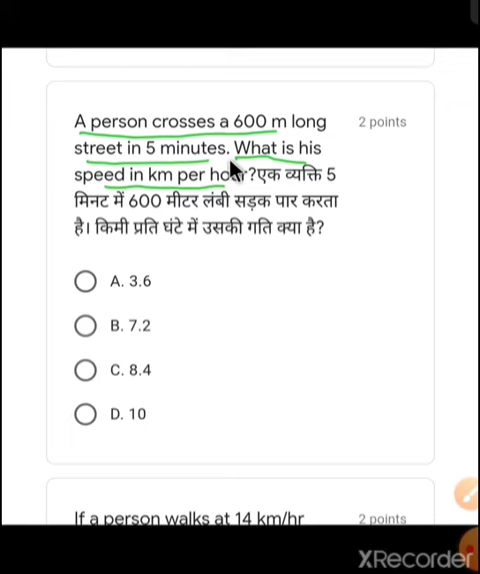 A person crosses a 600 m long
2 points
street in 5 minutes. What is his
speed in km per hour?एक व्यक्ति 5
मिनट में 600 मीटर लंबी सड़क पार करता
है। किमी प्रति घंटे में उसकी गति क्या है?
A. 3.6
B. 7.2
C. 8.4
D. 10
If a person walks at 14 km/hr
2 points
XRecorder